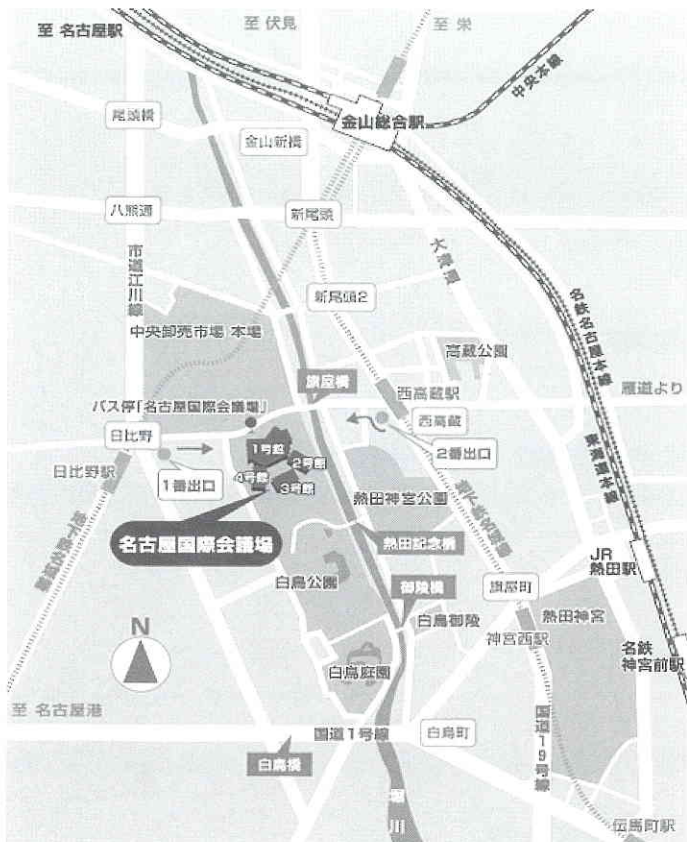 至 名古屋駅
至 伏見
至 栄
中央本線
尾頭橋
金山総合駅
金山新橋
八熊通
新尾頭
市道江川線
大津通
新尾頭2
中央卸売市場 本場
高蔵公園
名鉄名古屋本線
旗屋橋
西高蔵駅
雁道より
バス停「名古屋国際会議場」
西高蔵
日比野
1号館
2号館
2番出口
東海道本線
日比野駅
1番出口
4号館
3号館
熱田神宮公園
名古屋国際会議場
熱田記念橋
JR
熱田駅
白鳥公園
御陵橋
旗屋町
N
白鳥御陵
熱田神宮
神宮西駅
名鉄
神宮前駅
白鳥庭園
至 名古屋港
国道1号線
白鳥町
国道19号線
白鳥橋
堀川
伝馬町駅